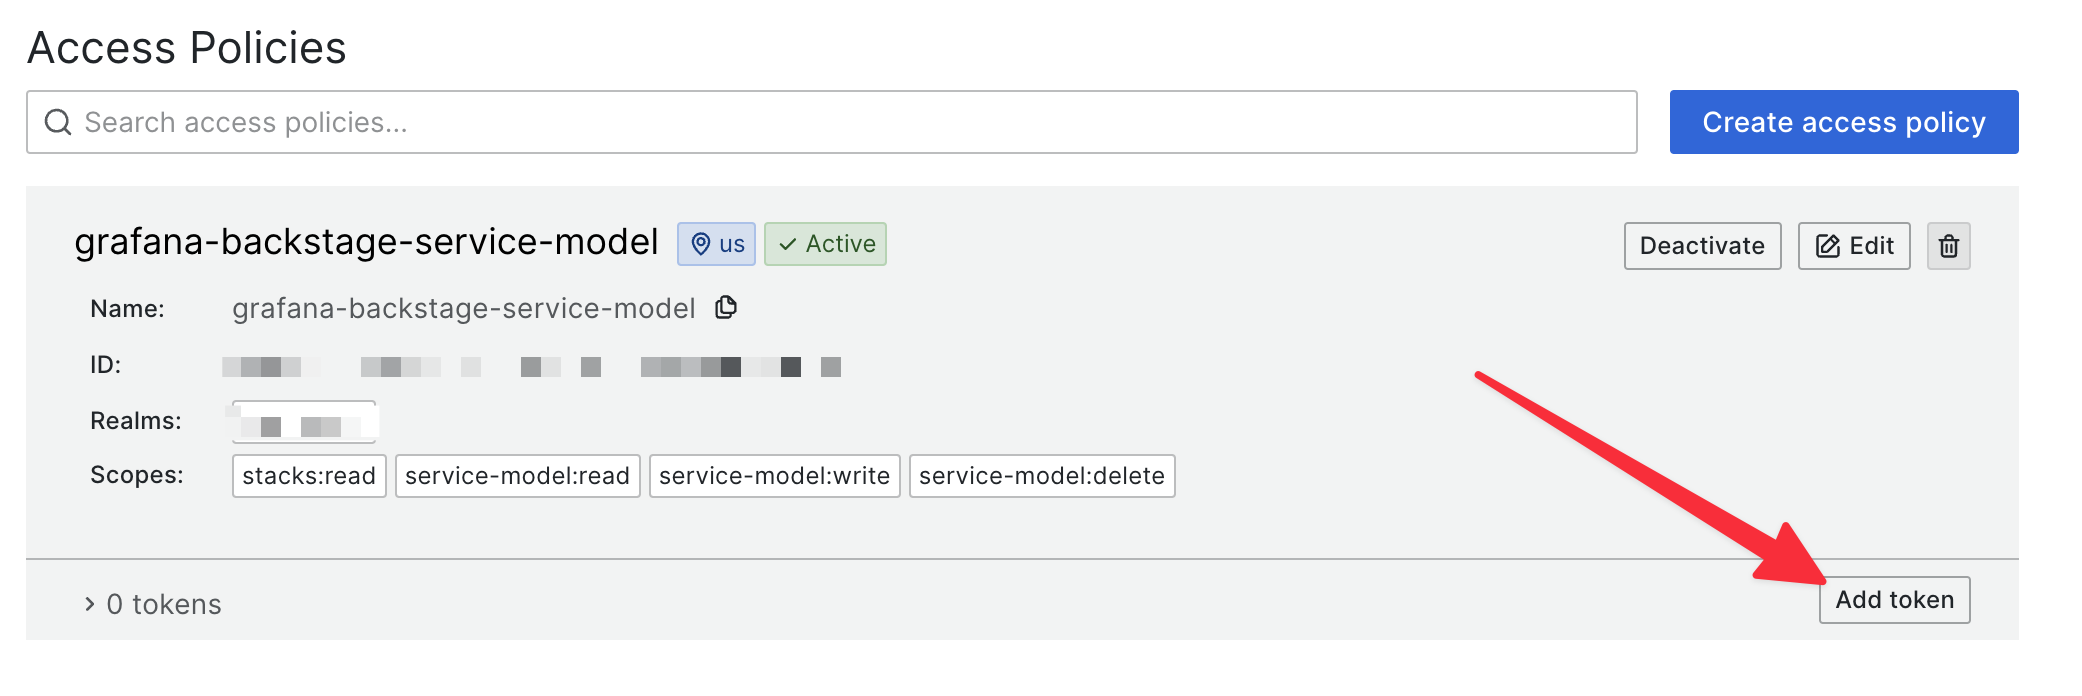 Access Policies
Search access policies...
Create access policy
grafana-backstage-service-model us Active Deactivate Edit
Name: grafana-backstage-service-model
ID:
Realms:
Scopes: stacks:read service-model:read service-model:write service-model:delete
0 tokens Add token